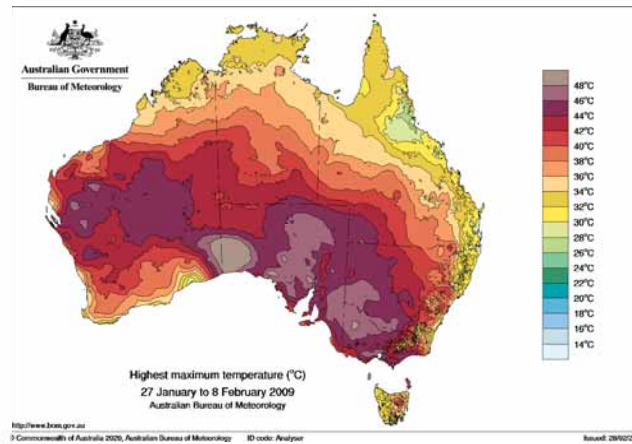 Australian Government
Bureau of Meteorology
48°C
46°C
44°C
42°C
40°C
38°C
36°C
34°C
32°C
30°C
28°C
24°C
22°C
20°C
18°C
16°C
14°C
Highest maximum temperature (°C)
27 January to 8 February 2009
Australian Bureau of Meteorology
http://www.bom.gov.au
© Commonwealth of Australia 2020, Australian Bureau of Meteorology ID code: Analyser Issued: